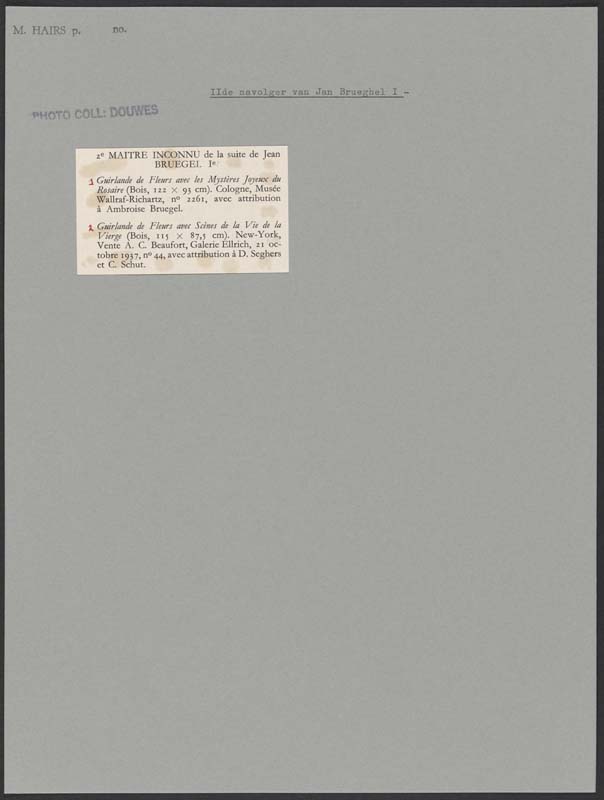 M. HAIRS p. no.
IIde navolger van Jan Brueghel I -
PHOTO COLL: DOUWES
2e MAITRE INCONNU de la suite de Jean
BRUEGEL Ier
1 Guirlande de Fleurs avec les Mystères Joyeux du
Rosaire (Bois, 122 × 93 cm). Cologne, Musée
Wallraf-Richartz, no 2261, avec attribution
à Ambroise Bruegel.
2 Guirlande de Fleurs avec Scènes de la Vie de la
Vierge (Bois, 115 × 87,5 cm). New-York,
Vente A. C. Beaufort, Galerie Ellrich, 21 oc-
tobre 1937, no 44, avec attribution à D. Seghers
et C. Schut.